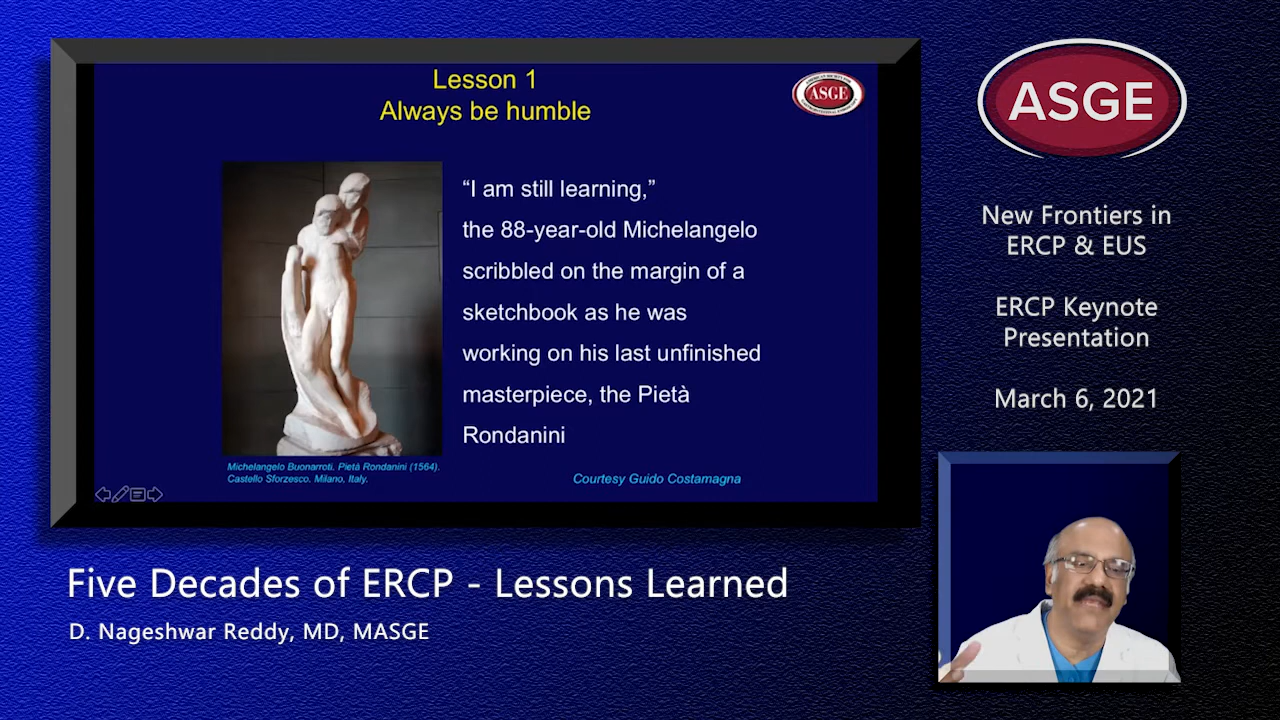 Lesson 1
Always be humble
ASGE
“I am still learning,”
the 88-year-old Michelangelo
scribbled on the margin of a
sketchbook as he was
working on his last unfinished
masterpiece, the Pietà
Rondanini
Michelangelo Buonarroti. Pietà Rondanini (1564).
Castello Sforzesco. Milano, Italy.
Courtesy Guido Costamagna
ASGE
New Frontiers in
ERCP & EUS
ERCP Keynote
Presentation
March 6, 2021
Five Decades of ERCP - Lessons Learned
D. Nageshwar Reddy, MD, MASGE